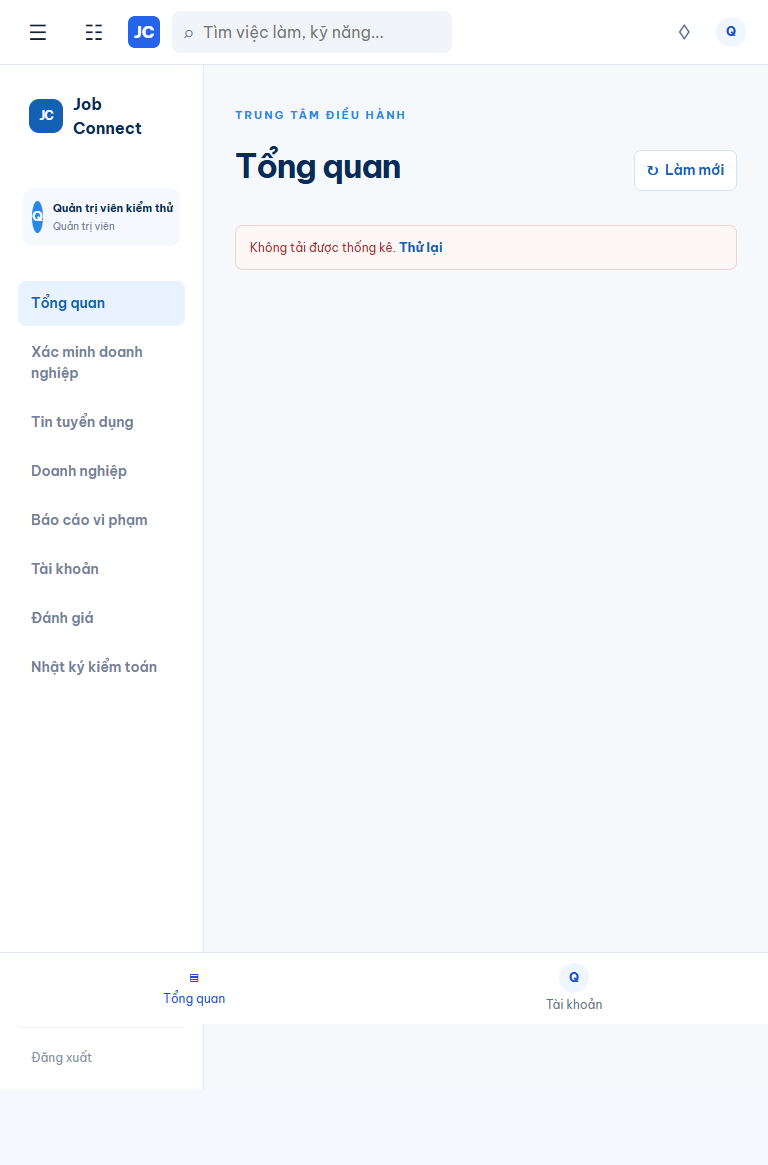 JC
Tìm việc làm, kỹ năng...
Q
JC
Job
Connect
Q
Quản trị viên kiểm thử
Quản trị viên
Tổng quan
Xác minh doanh
nghiệp
Tin tuyển dụng
Doanh nghiệp
Báo cáo vi phạm
Tài khoản
Đánh giá
Nhật ký kiểm toán
TRUNG TÂM ĐIỀU HÀNH
Tổng quan
↻ Làm mới
Không tải được thống kê. Thử lại
Tổng quan
Q
Tài khoản
Đăng xuất